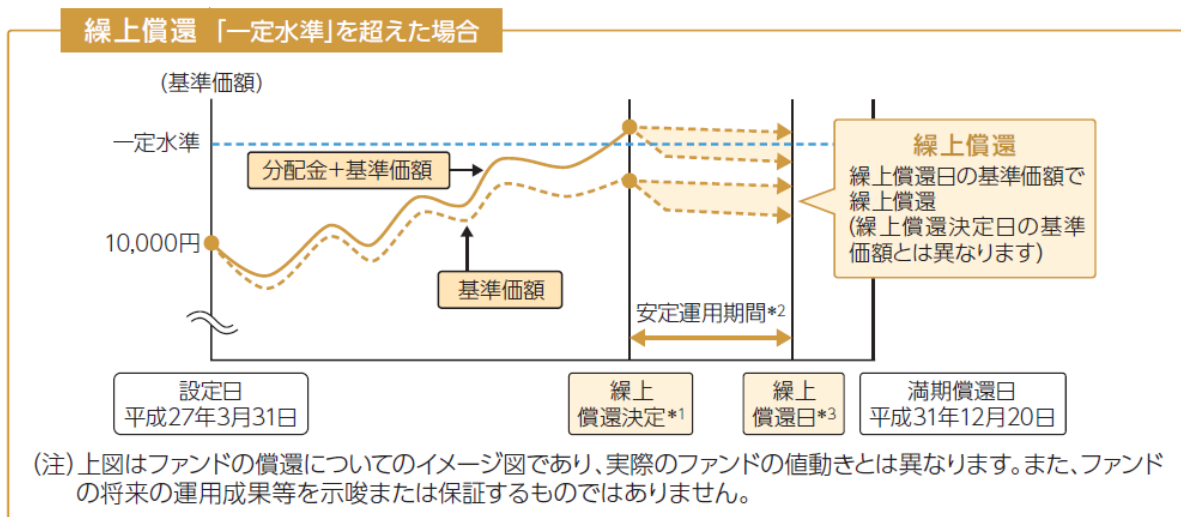 繰上償還 「一定水準」を超えた場合
(基準価額)
一定水準
分配金＋基準価額
10,000円
基準価額
繰上償還
繰上償還日の基準価額で
繰上償還
(繰上償還決定日の基準
価額とは異なります)
安定運用期間*2
設定日
平成27年3月31日
繰上
償還決定*1
繰上
償還日*3
満期償還日
平成31年12月20日
(注)上図はファンドの償還についてのイメージ図であり、実際のファンドの値動きとは異なります。また、ファンド
の将来の運用成果等を示唆または保証するものではありません。